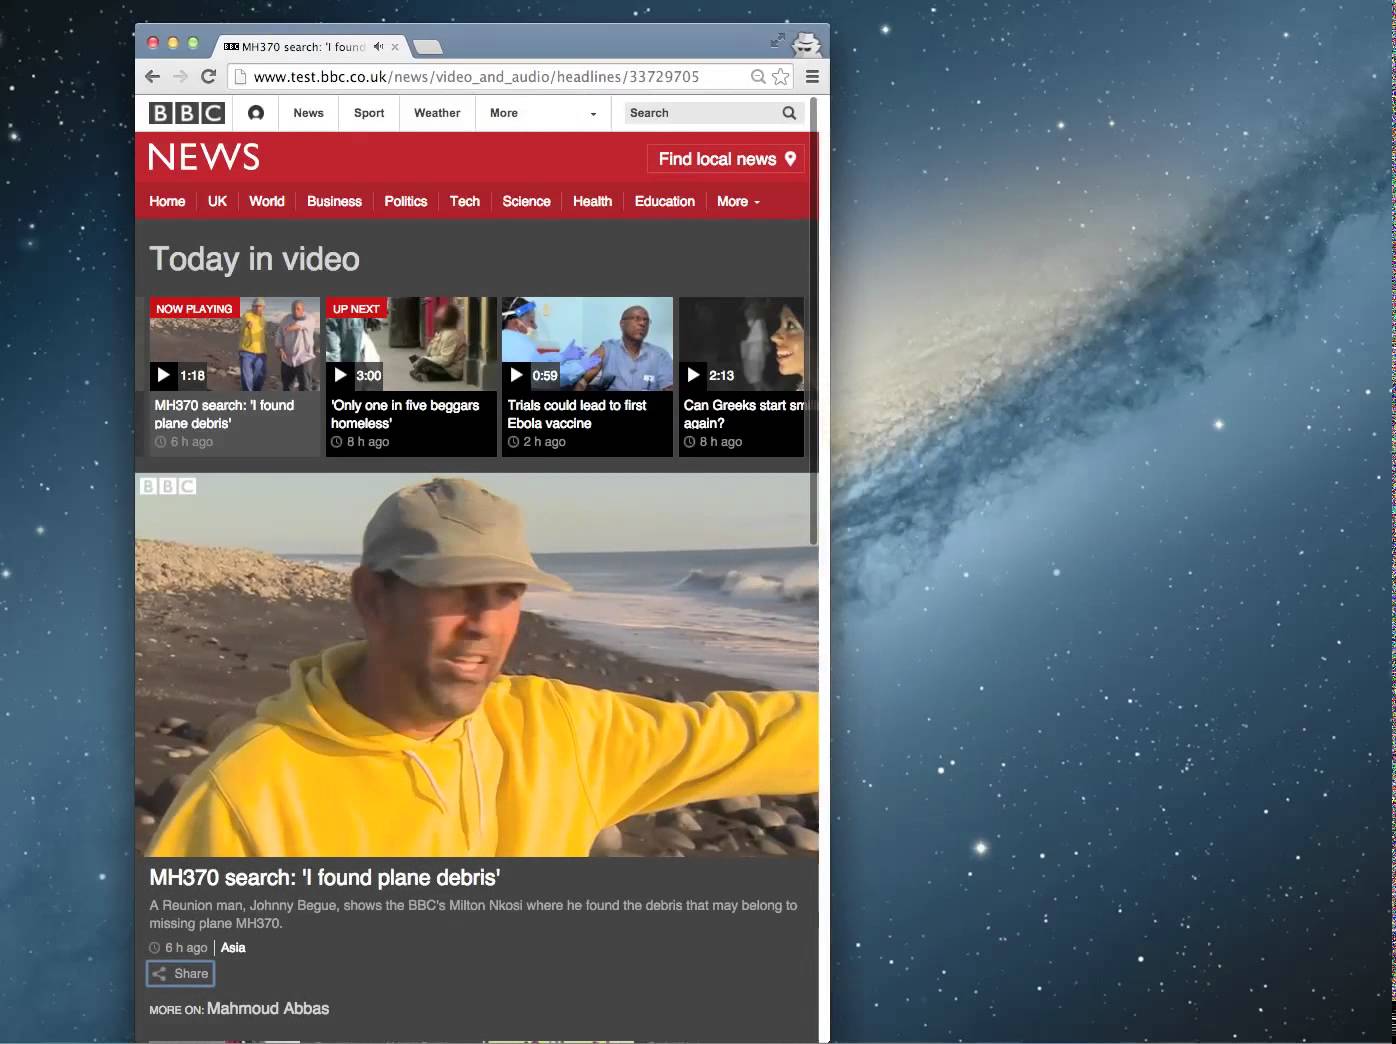 BBC MH370 search: 'I found
www.test.bbc.co.uk/news/video_and_audio/headlines/33729705
BBC News Sport Weather More Search
NEWS
Find local news
Home UK World Business Politics Tech Science Health Education More
Today in video
NOW PLAYING
1:18
MH370 search: 'I found
plane debris'
6 h ago
UP NEXT
3:00
'Only one in five beggars
homeless'
8 h ago
0:59
Trials could lead to first
Ebola vaccine
2 h ago
2:13
Can Greeks start smil
again?
8 h ago
BBC
MH370 search: 'I found plane debris'
A Reunion man, Johnny Begue, shows the BBC's Milton Nkosi where he found the debris that may belong to
missing plane MH370.
6 h ago Asia
Share
MORE ON: Mahmoud Abbas